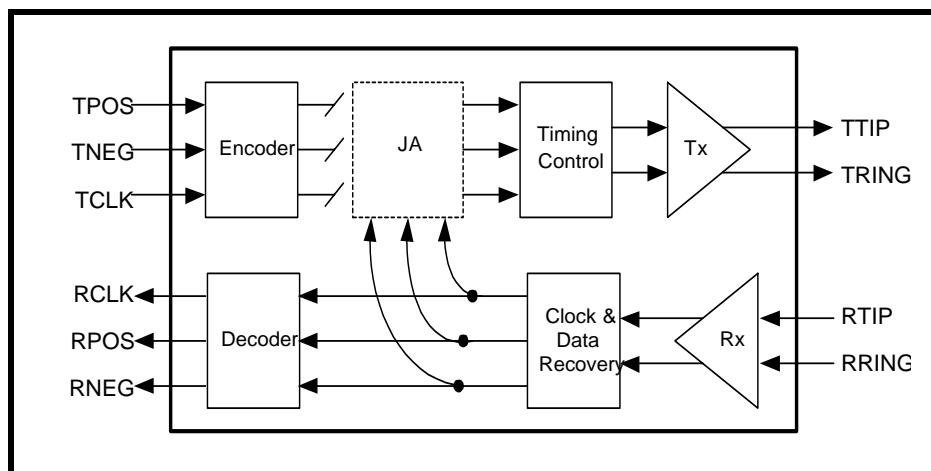 TPOS
TNEG
TCLK
Encoder
JA
Timing
Control
Tx
TTIP
TRING
RCLK
RPOS
RNEG
Decoder
Clock &
Data
Recovery
Rx
RTIP
RRING